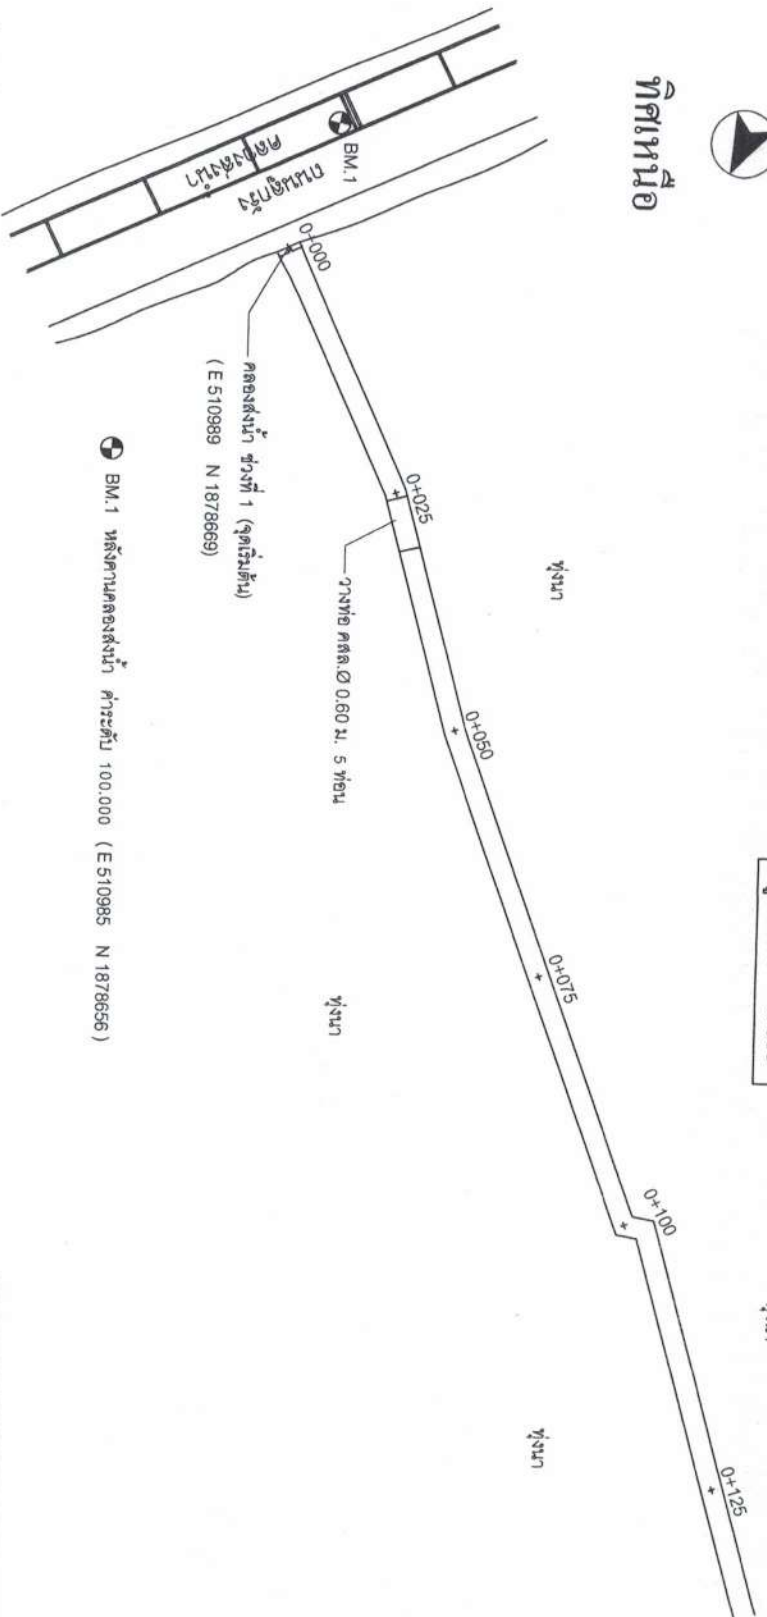 ทิศเหนือ
BM.1
คลองส่งน้ำ
ถนนลูกรัง
0+000
0+025
0+050
0+075
0+100
0+125
คลองส่งน้ำ ช่วงที่ 1 (จุดเริ่มต้น)
( E 510989 N 1878669)
วางท่อ คสล.Ø 0.60 ม. 5 ท่อน
ทุ่งนา
ทุ่งนา
ทุ่งนา
BM.1 หลังคานคลองส่งน้ำ ค่าระดับ 100.000 ( E 510985 N 1878656 )